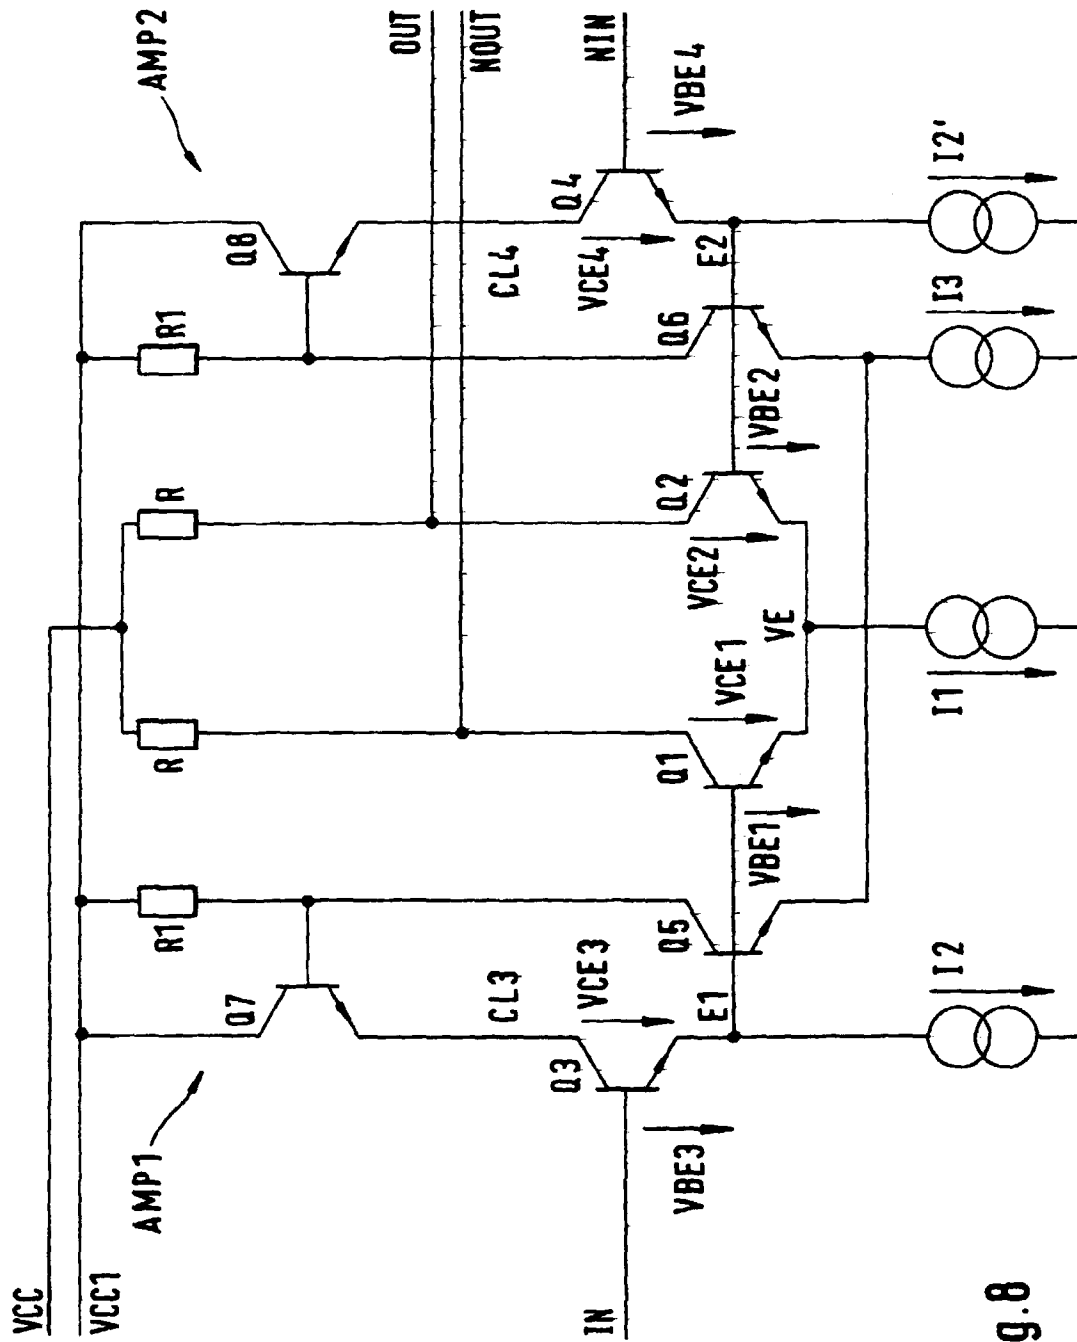 VCC
VCC1
AMP1
AMP2
OUT
NOUT
IN
NIN
R1
R
R
R1
Q7
Q8
CL3
CL4
Q3
VCE3
VBE3
Q4
VCE4
VBE4
E1
E2
Q5
Q1
VCE1
VBE1
Q2
VCE2
VBE2
Q6
VE
I2
I1
I3
I2'
g.8